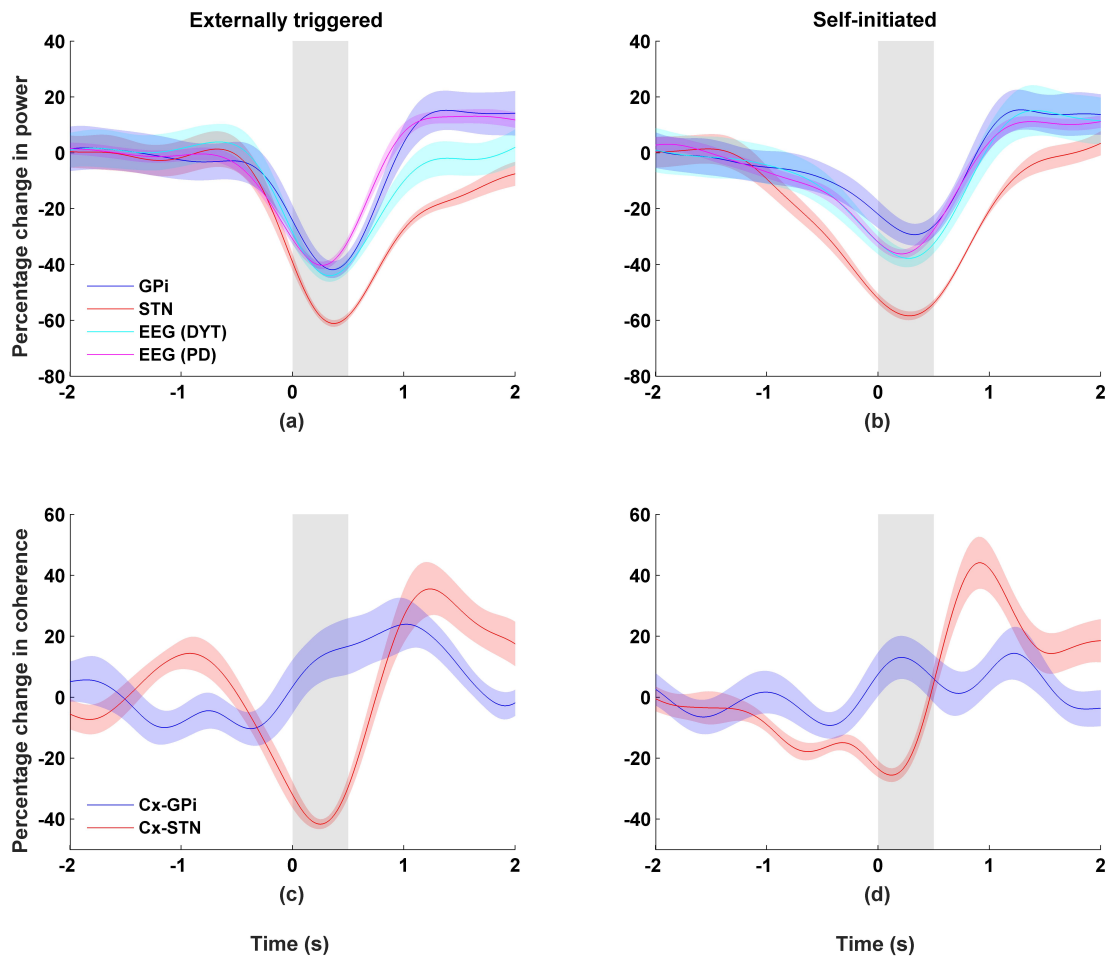 Externally triggered
Self-initiated
Percentage change in power
40
20
0
-20
-40
-60
-80
GPi
STN
EEG (DYT)
EEG (PD)
-2 -1 0 1 2
(a)
40
20
0
-20
-40
-60
-80
-2 -1 0 1 2
(b)
Percentage change in coherence
60
40
20
0
-20
-40
Cx-GPi
Cx-STN
-2 -1 0 1 2
(c)
60
40
20
0
-20
-40
-2 -1 0 1 2
(d)
Time (s)
Time (s)